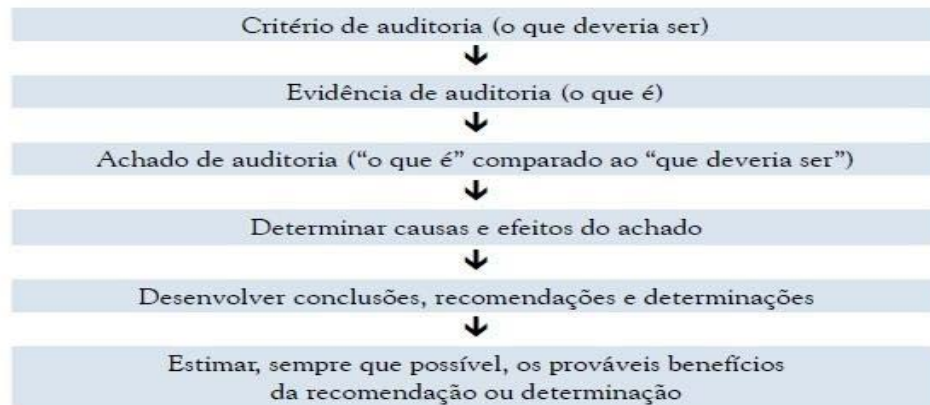 Critério de auditoria (o que deveria ser)
Evidência de auditoria (o que é)
Achado de auditoria (“o que é” comparado ao “que deveria ser”)
Determinar causas e efeitos do achado
Desenvolver conclusões, recomendações e determinações
Estimar, sempre que possível, os prováveis benefícios
da recomendação ou determinação